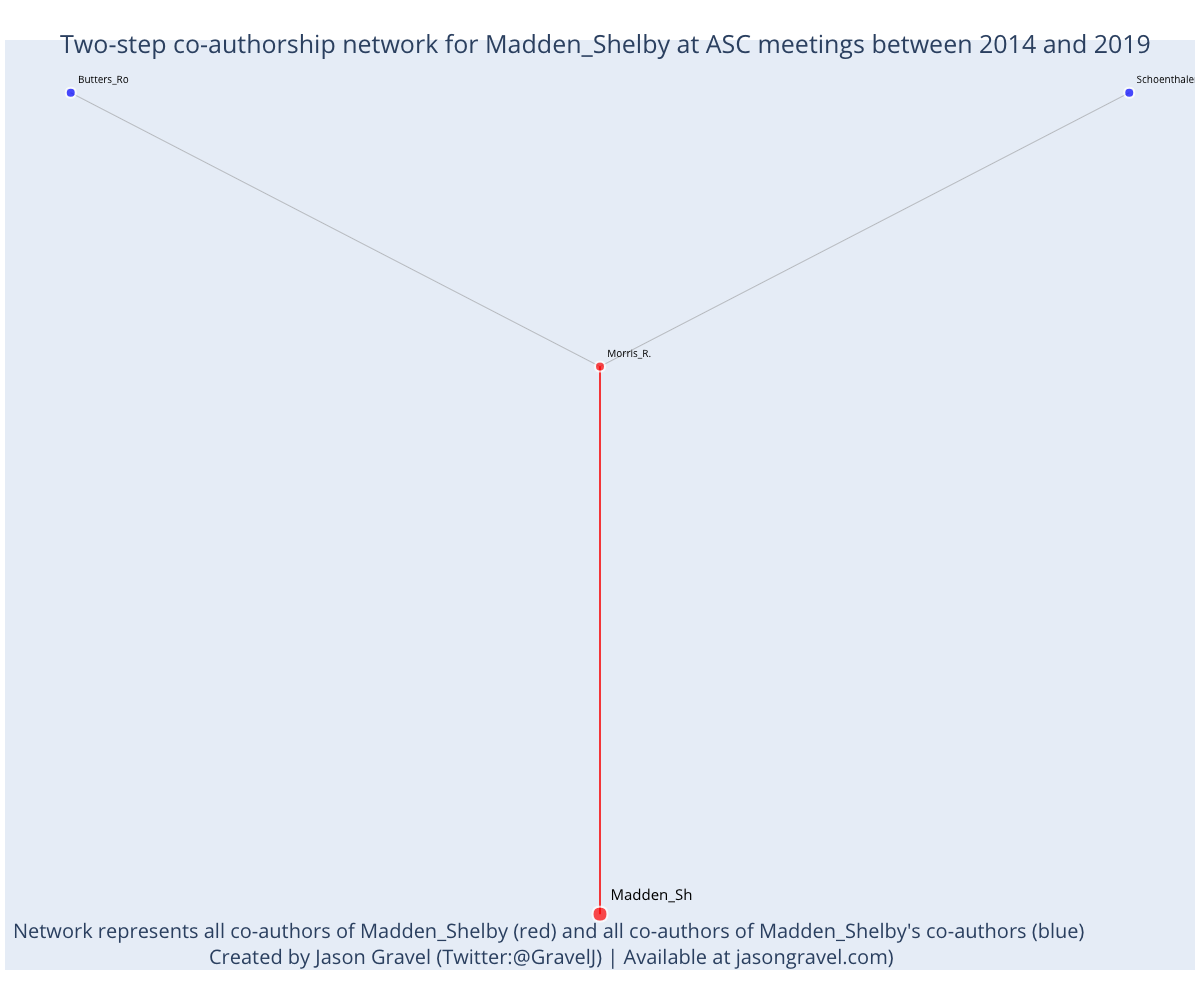 Two-step co-authorship network for Madden_Shelby at ASC meetings between 2014 and 2019
Butters_Ro
Schoenthaler
Morris_R.
Madden_Sh
Network represents all co-authors of Madden_Shelby (red) and all co-authors of Madden_Shelby's co-authors (blue)
Created by Jason Gravel (Twitter:@GravelJ) | Available at jasongravel.com)